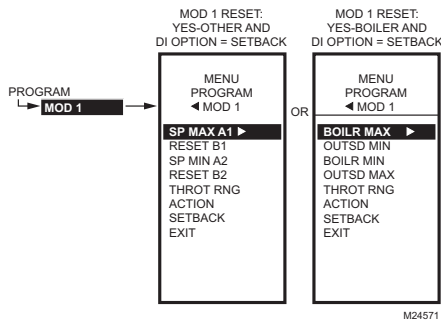 MOD 1 RESET:
YES-OTHER AND
DI OPTION = SETBACK
MOD 1 RESET:
YES-BOILER AND
DI OPTION = SETBACK
PROGRAM
MOD 1
MENU
PROGRAM
◄ MOD 1
SP MAX A1 ►
RESET B1
SP MIN A2
RESET B2
THROT RNG
ACTION
SETBACK
EXIT
OR
MENU
PROGRAM
◄ MOD 1
BOILR MAX ►
OUTSD MIN
BOILR MIN
OUTSD MAX
THROT RNG
ACTION
SETBACK
EXIT
M24571